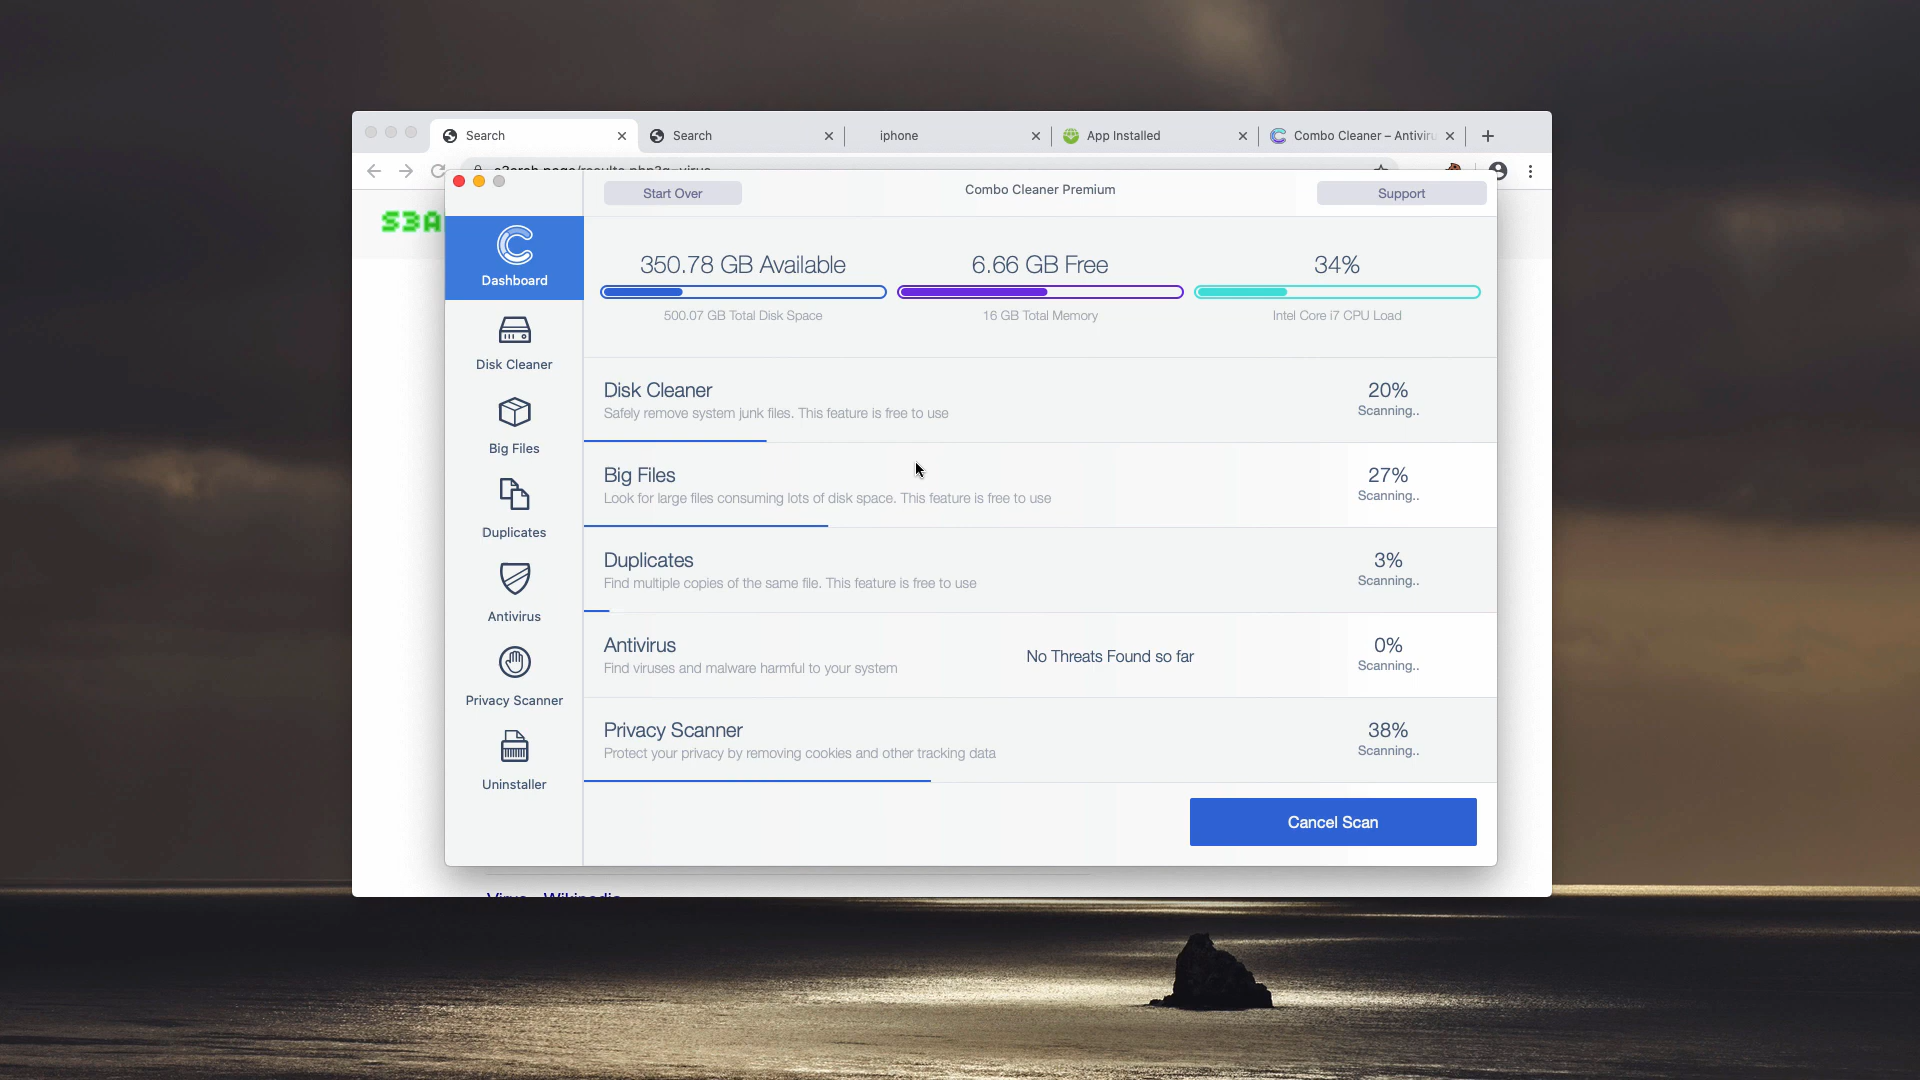 Search
Search
iphone
App Installed
Combo Cleaner – Antiviru
S3A
Start Over
Combo Cleaner Premium
Support
Dashboard
Disk Cleaner
Big Files
Duplicates
Antivirus
Privacy Scanner
Uninstaller
350.78 GB Available
500.07 GB Total Disk Space
6.66 GB Free
16 GB Total Memory
34%
Intel Core i7 CPU Load
Disk Cleaner
Safely remove system junk files. This feature is free to use
20%
Scanning..
Big Files
Look for large files consuming lots of disk space. This feature is free to use
27%
Scanning..
Duplicates
Find multiple copies of the same file. This feature is free to use
3%
Scanning..
Antivirus
Find viruses and malware harmful to your system
No Threats Found so far
0%
Scanning..
Privacy Scanner
Protect your privacy by removing cookies and other tracking data
38%
Scanning..
Cancel Scan
Virus - Wikipedia